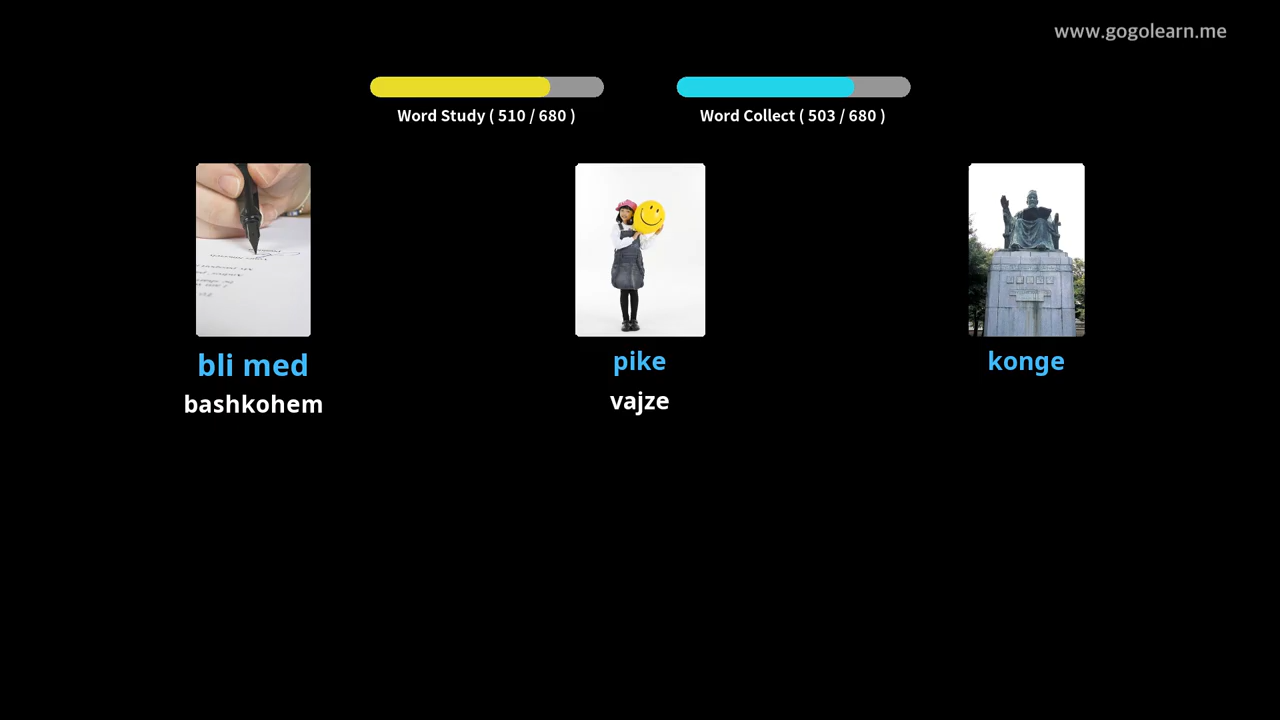 www.gogolearn.me
Word Study ( 510 / 680 )
Word Collect ( 503 / 680 )
bli med
bashkohem
pike
vajze
konge